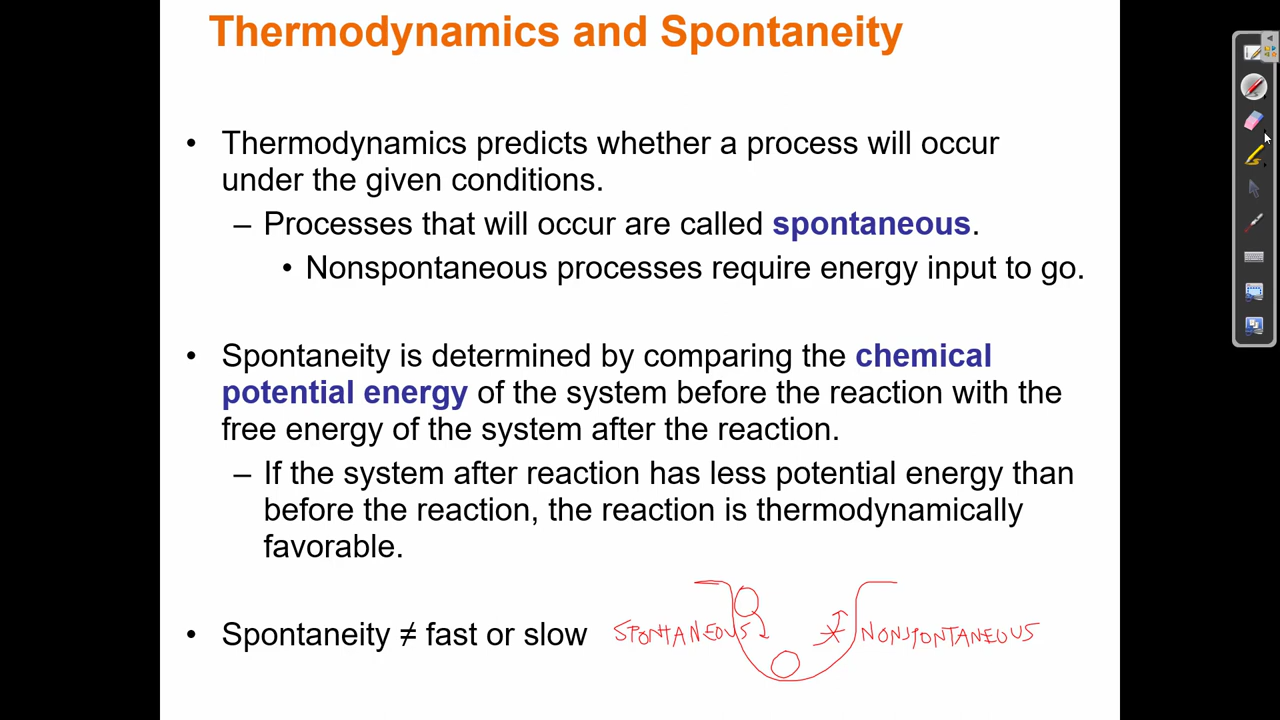 Thermodynamics and Spontaneity
• Thermodynamics predicts whether a process will occur
under the given conditions.
– Processes that will occur are called spontaneous.
• Nonspontaneous processes require energy input to go.
• Spontaneity is determined by comparing the chemical
potential energy of the system before the reaction with the
free energy of the system after the reaction.
– If the system after reaction has less potential energy than
before the reaction, the reaction is thermodynamically
favorable.
• Spontaneity ≠ fast or slow
SPONTANEOUS
NONSPONTANEOUS